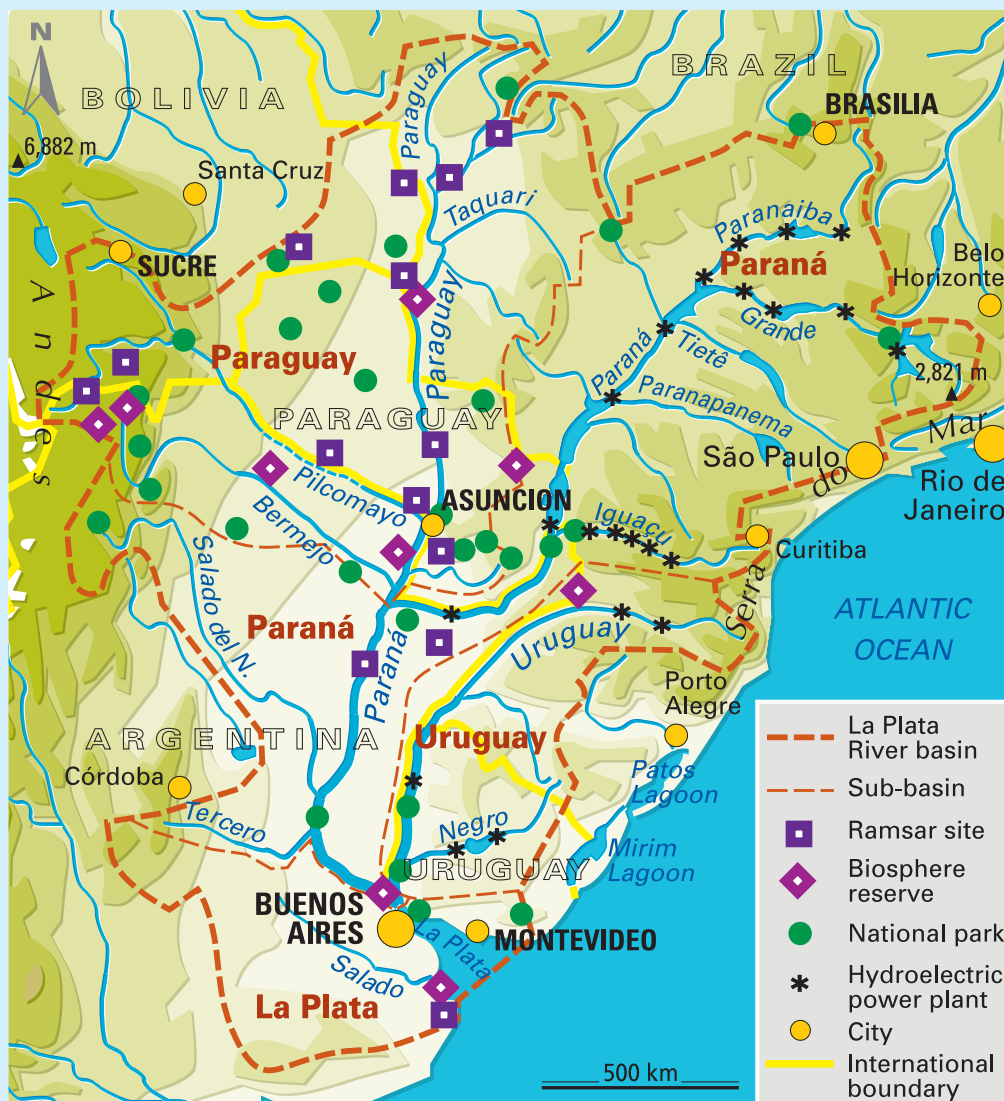 N
BOLIVIA
BRAZIL
BRASILIA
6,882 m
Santa Cruz
Paraguay
Taquari
SUCRE
Paranaiba
Paraná
Belo
Horizonte
Andes
Paraguay
Paraguay
Grande
Paraná
Tietê
2,821 m
Paranapanema
PARAGUAY
São Paulo
Serra do Mar
Rio de
Janeiro
Pilcomayo
ASUNCION
Iguaçu
Bermejo
Curitiba
Salado del N.
Paraná
Paraná
Uruguay
ATLANTIC
OCEAN
Porto
Alegre
ARGENTINA
Uruguay
Córdoba
Tercero
Patos
Lagoon
Negro
Mirim
Lagoon
URUGUAY
BUENOS
AIRES
La Plata
MONTEVIDEO
Salado
La Plata
500 km
La Plata
River basin
Sub-basin
Ramsar site
Biosphere
reserve
National park
Hydroelectric
power plant
City
International
boundary